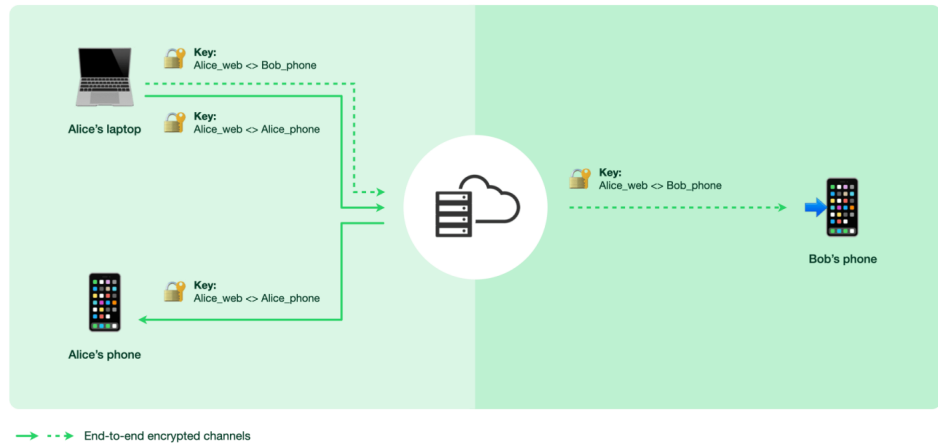 Key:
Alice_web <> Bob_phone
Alice's laptop
Key:
Alice_web <> Alice_phone
Key:
Alice_web <> Bob_phone
Bob's phone
Key:
Alice_web <> Alice_phone
Alice's phone
End-to-end encrypted channels